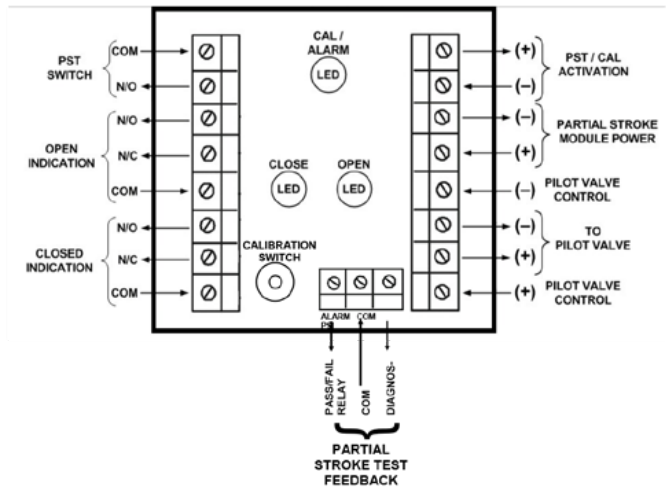 PST
SWITCH
COM
N/O
OPEN
INDICATION
N/O
N/C
COM
CLOSED
INDICATION
N/O
N/C
COM
CAL /
ALARM
LED
CLOSE
LED
OPEN
LED
CALIBRATION
SWITCH
ALARM COM
(+)
(−)
PST / CAL
ACTIVATION
(−)
(+)
PARTIAL STROKE
MODULE POWER
(−)
PILOT VALVE
CONTROL
(−)
(+)
TO
PILOT VALVE
(+)
PILOT VALVE
CONTROL
PASS/FAIL
RELAY
COM
DIAGNOS-
PARTIAL
STROKE TEST
FEEDBACK